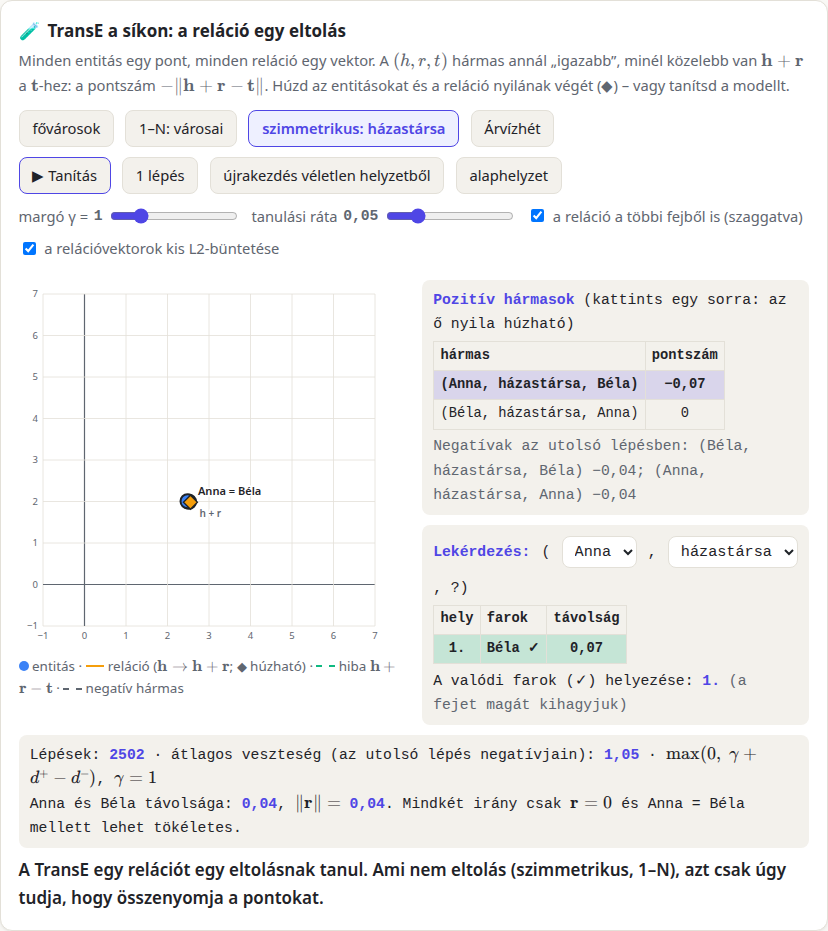 🧪 TransE a síkon: a reláció egy eltolás
Minden entitás egy pont, minden reláció egy vektor. A (h, r, t) hármas annál „igazabb”, minél közelebb van h + r
a t-hez: a pontszám −‖h + r − t‖. Húzd az entitásokat és a reláció nyilának végét (◆) – vagy tanítsd a modellt.
fővárosok
1–N: városai
szimmetrikus: házastársa
Árvízhét
▶ Tanítás
1 lépés
újrakezdés véletlen helyzetből
alaphelyzet
margó γ = 1
tanulási ráta 0,05
a reláció a többi fejből is (szaggatva)
a relációvektorok kis L2-büntetése
7
6
5
4
3
2
1
0
−1
−1 0 1 2 3 4 5 6 7
Anna = Béla
h + r
entitás · reláció (h → h + r; ◆ húzható) · hiba h +
r − t · negatív hármas
Pozitív hármasok (kattints egy sorra: az
ő nyila húzható)
hármas pontszám
(Anna, házastársa, Béla) −0,07
(Béla, házastársa, Anna) 0
Negatívak az utolsó lépésben: (Béla,
házastársa, Béla) −0,04; (Anna,
házastársa, Anna) −0,04
Lekérdezés: ( Anna , házastársa
, ?)
hely farok távolság
1. Béla ✓ 0,07
A valódi farok (✓) helyezése: 1. (a
fejet magát kihagyjuk)
Lépések: 2502 · átlagos veszteség (az utolsó lépés negatívjain): 1,05 · max(0, γ +
d⁺ − d⁻), γ = 1
Anna és Béla távolsága: 0,04, ‖r‖ = 0,04. Mindkét irány csak r = 0 és Anna = Béla
mellett lehet tökéletes.
A TransE egy relációt egy eltolásnak tanul. Ami nem eltolás (szimmetrikus, 1–N), azt csak úgy
tudja, hogy összenyomja a pontokat.